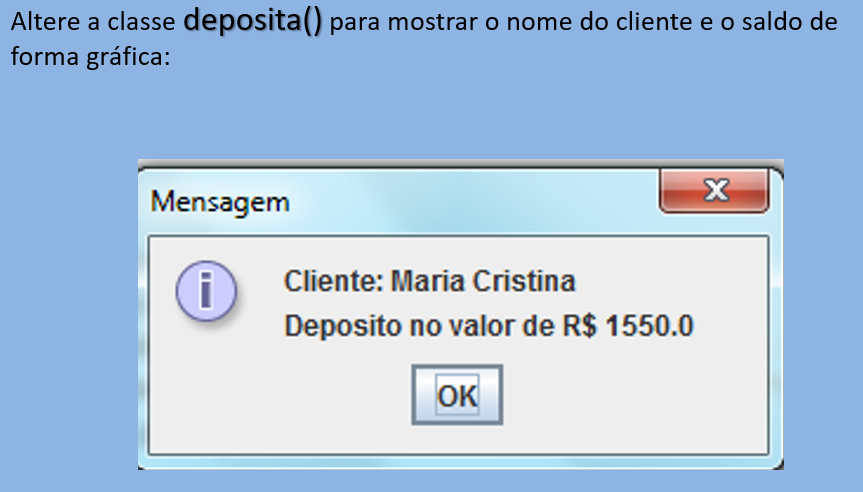 Altere a classe deposita() para mostrar o nome do cliente e o saldo de
forma gráfica:
Mensagem
Cliente: Maria Cristina
Deposito no valor de R$ 1550.0
OK